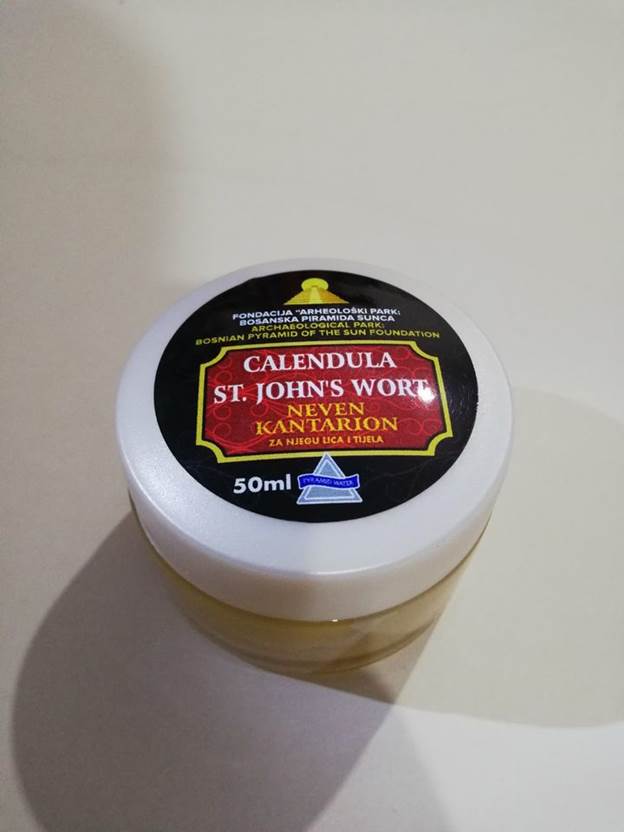 FONDACIJA "ARHEOLOŠKI PARK:
BOSANSKA PIRAMIDA SUNCA
ARCHAEOLOGICAL PARK:
BOSNIAN PYRAMID OF THE SUN FOUNDATION
CALENDULA
ST. JOHN'S WORT
NEVEN
KANTARION
ZA NJEGU LICA I TIJELA
50ml
PYRAMID WATER